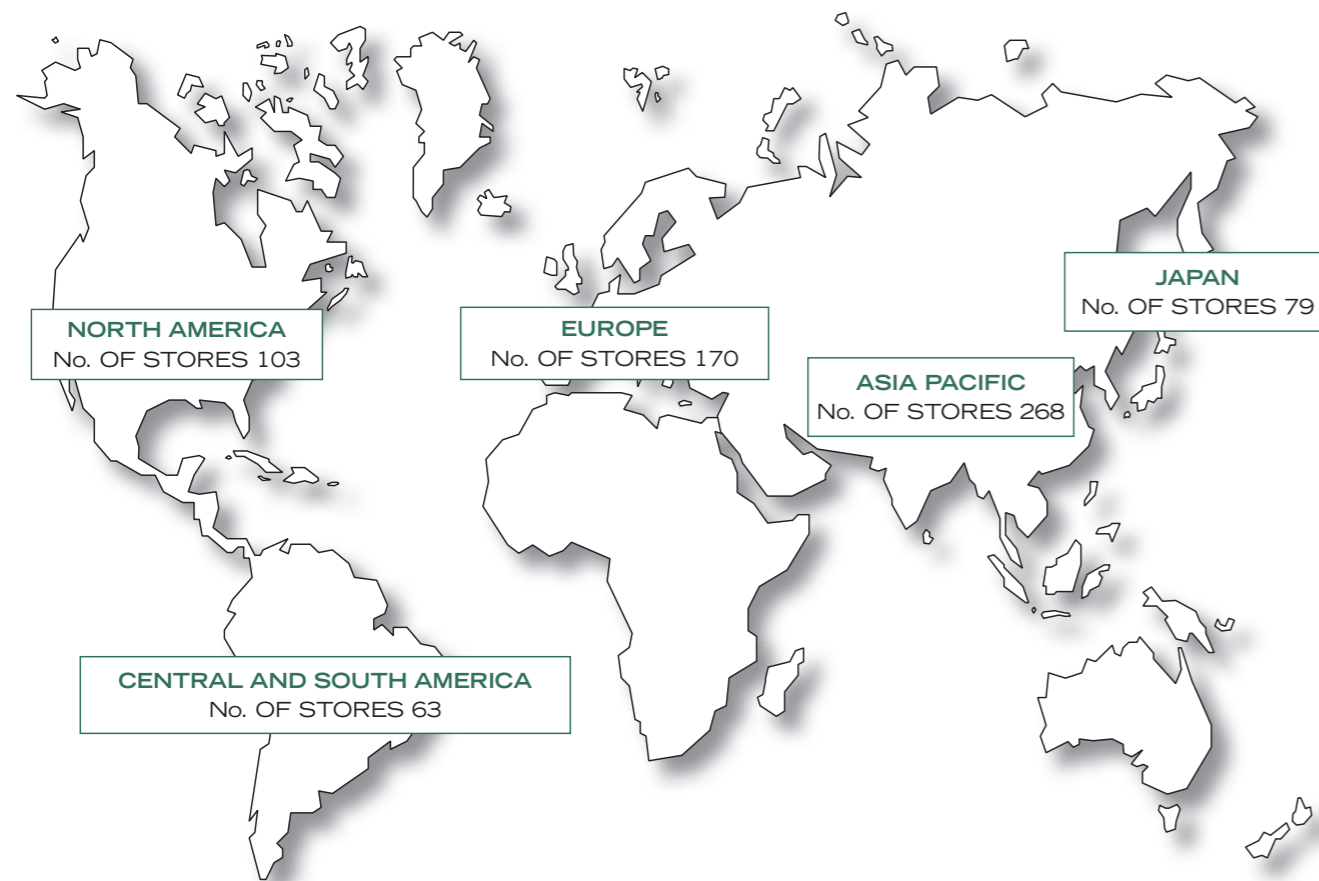 JAPAN
No. OF STORES 79
NORTH AMERICA
No. OF STORES 103
EUROPE
No. OF STORES 170
ASIA PACIFIC
No. OF STORES 268
CENTRAL AND SOUTH AMERICA
No. OF STORES 63